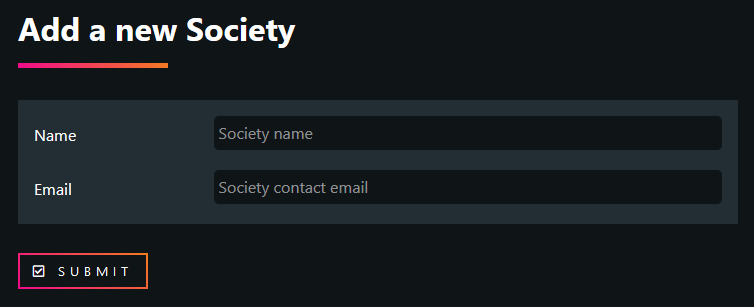 Add a new Society
Name
Society name
Email
Society contact email
SUBMIT